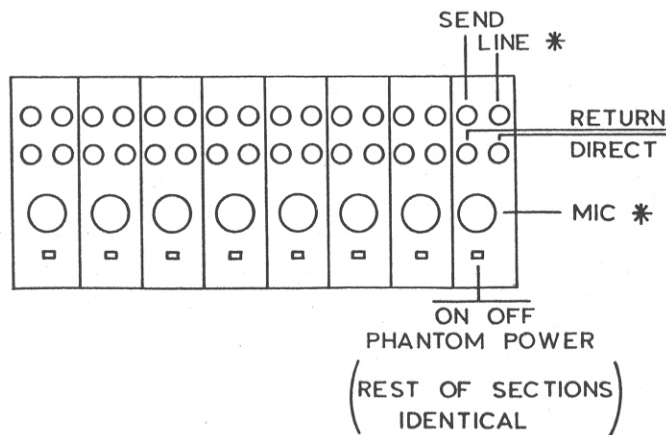 SEND
LINE *
RETURN
DIRECT
MIC *
ON OFF
PHANTOM POWER
(REST OF SECTIONS
IDENTICAL)